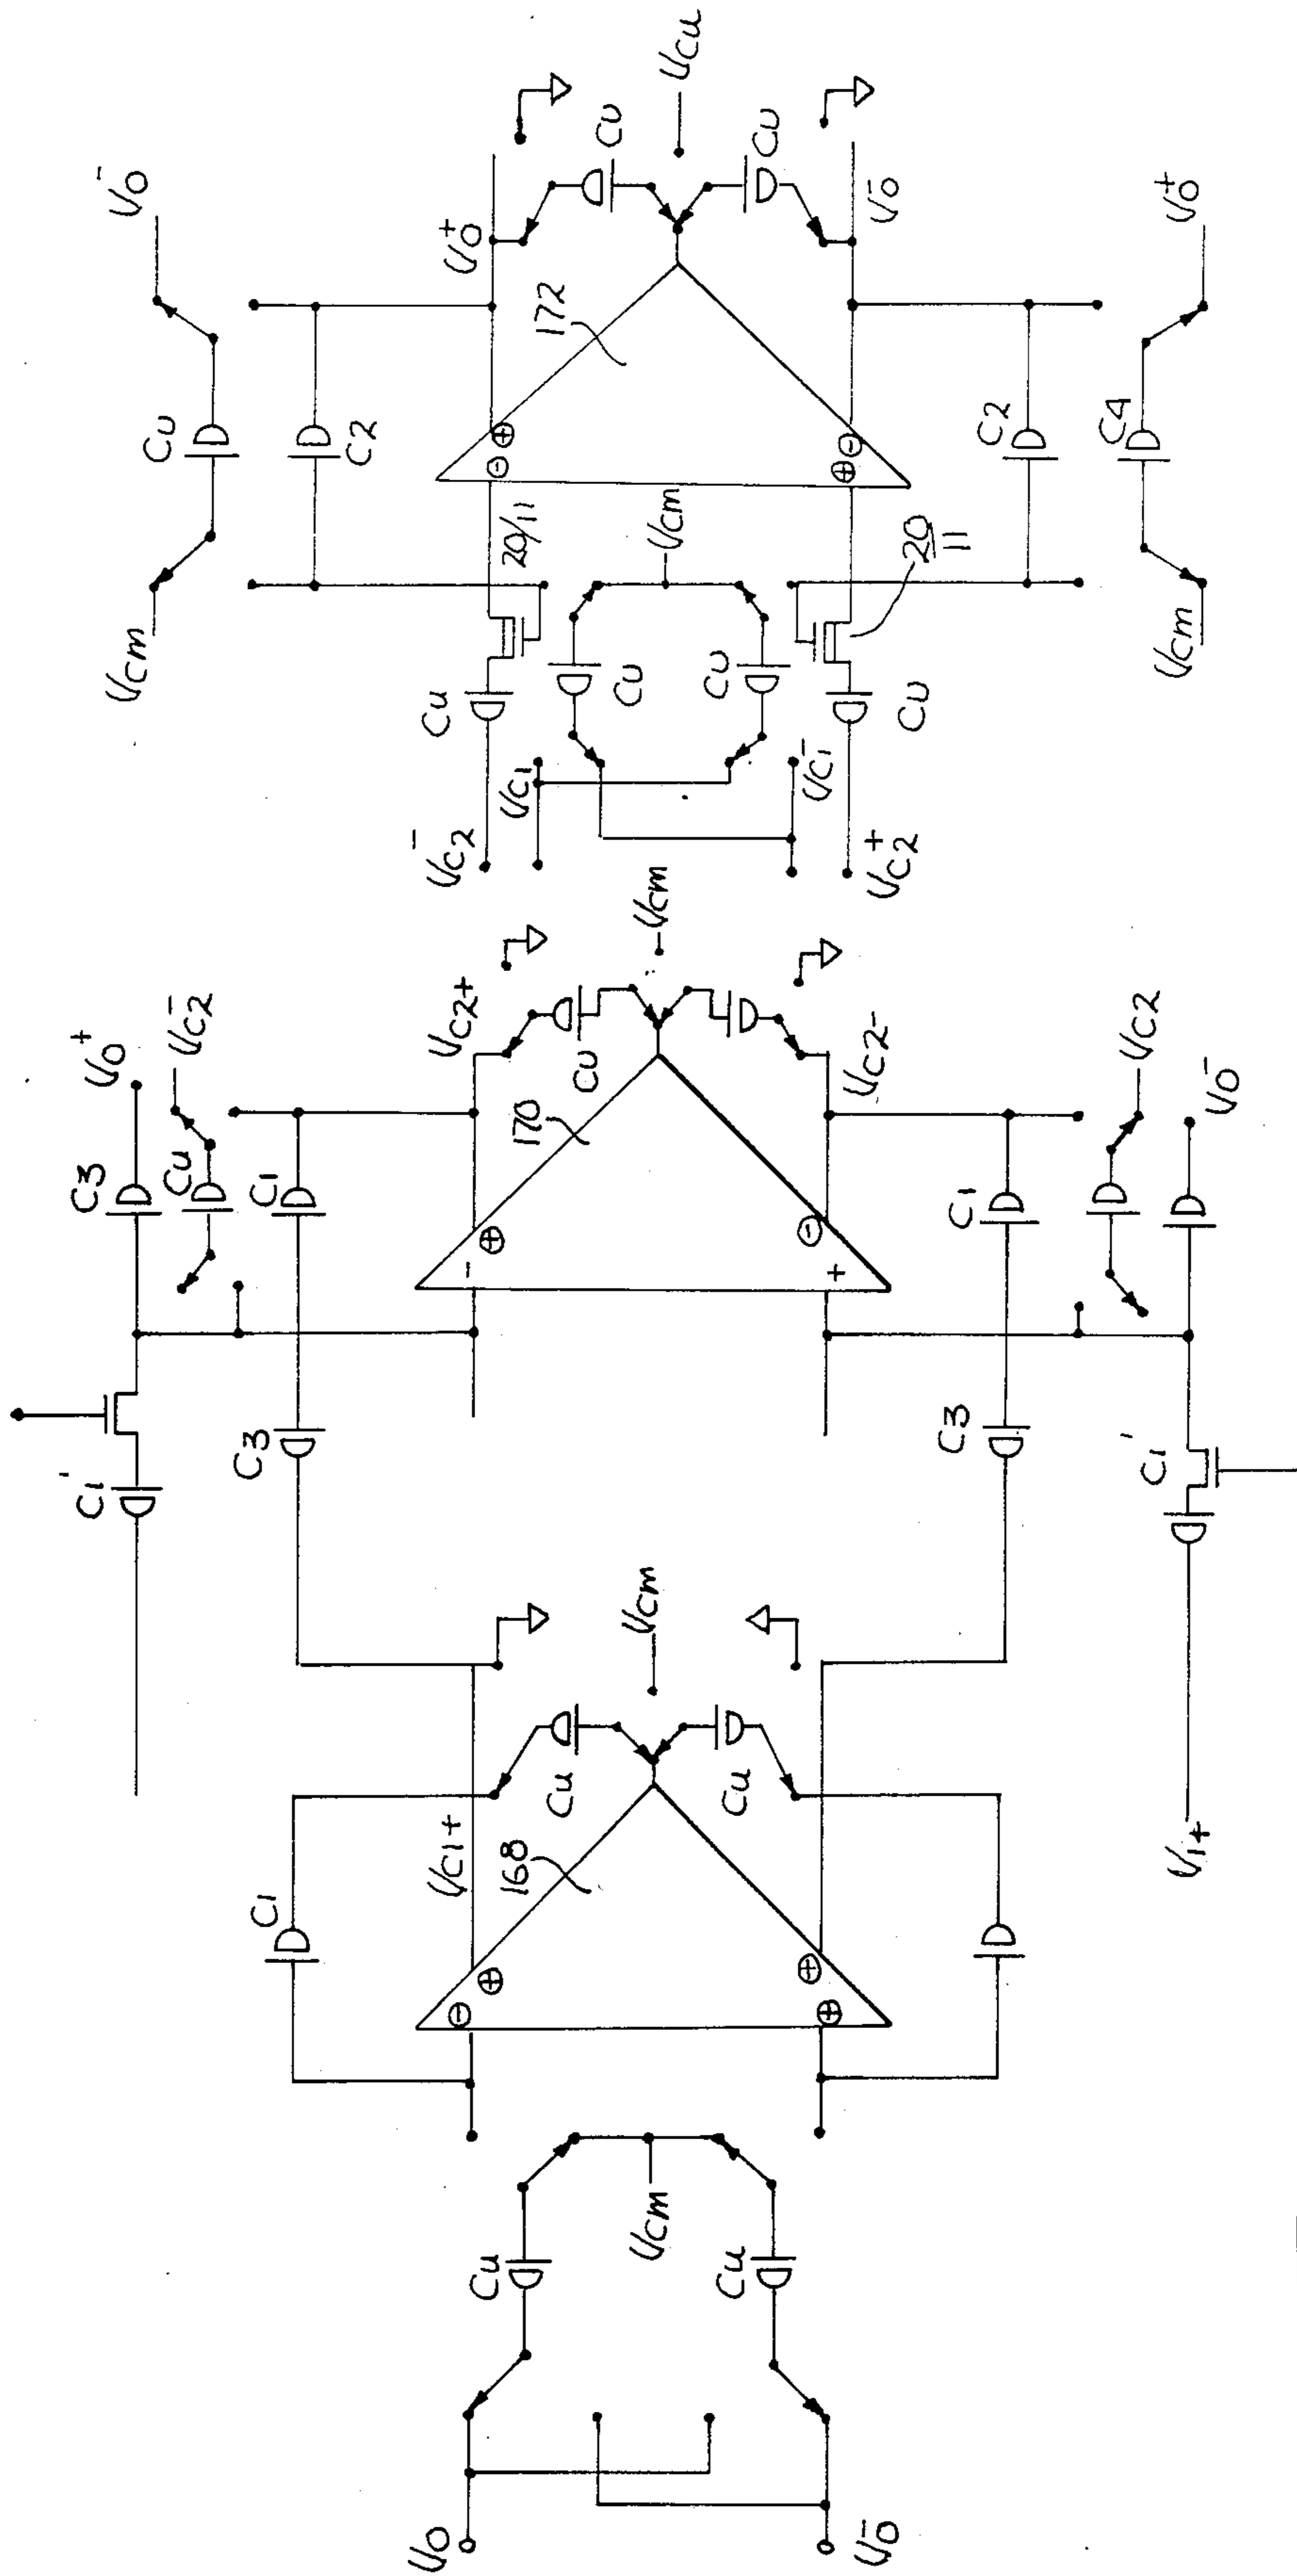 V0
V0⁻
Cu
Vcm
Cu
C1
Vc1+
168
⊖ ⊕
⊕ ⊕
Cu
Cu
Vcm
C1'
C3
C3
C1'
V1+
C3
V0⁺
Cu
Vc2⁻
C1
Vc2+
170
- ⊕
+ ⊖
Cu
Vcm
Vc2-
C1
Vc2
V0⁻
Vc2⁻
Vc1
Vc1⁻
Vc2⁺
Cu
Cu
Cu
Cu
Vcm
20/11
20/11
Vcm
Cu
V0⁻
C2
V0⁺
172
⊖ ⊕
⊕ ⊖
Cu
Vcu
Cu
V0⁻
C2
C4
Vcm
V0⁺